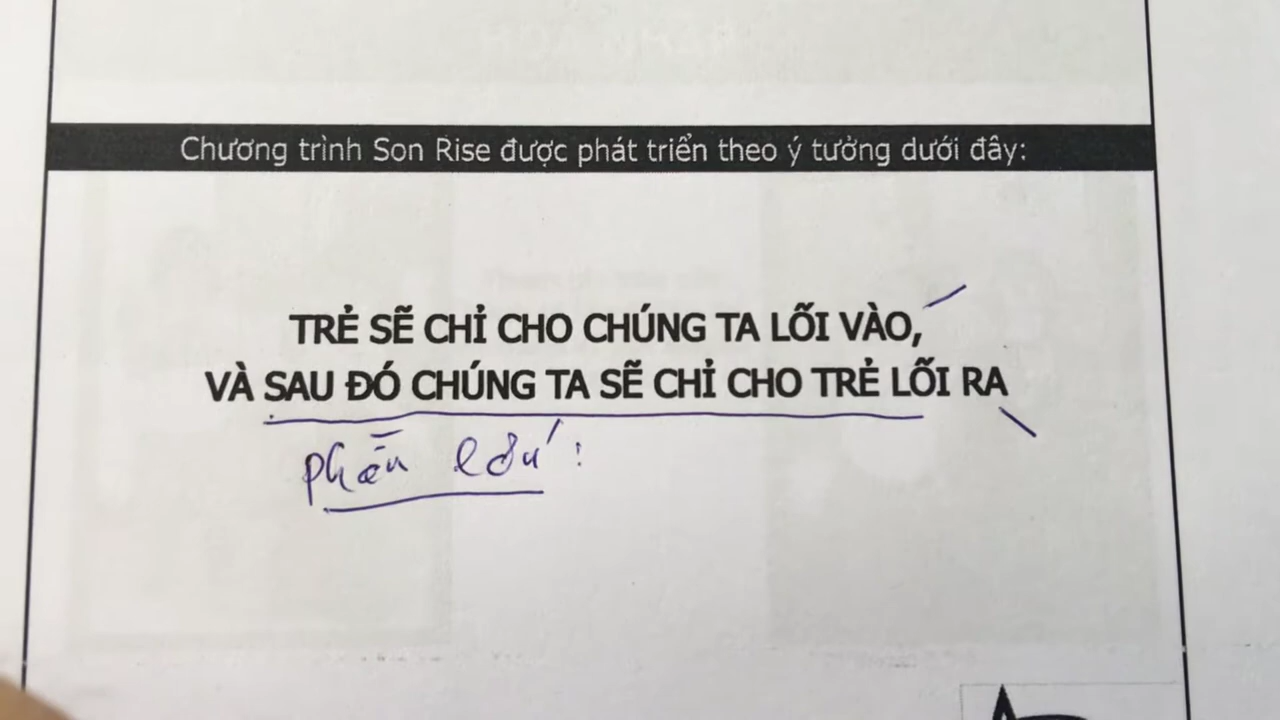 Chương trình Son Rise được phát triển theo ý tưởng dưới đây:
TRẺ SẼ CHỈ CHO CHÚNG TA LỐI VÀO,
VÀ SAU ĐÓ CHÚNG TA SẼ CHỈ CHO TRẺ LỐI RA
phần